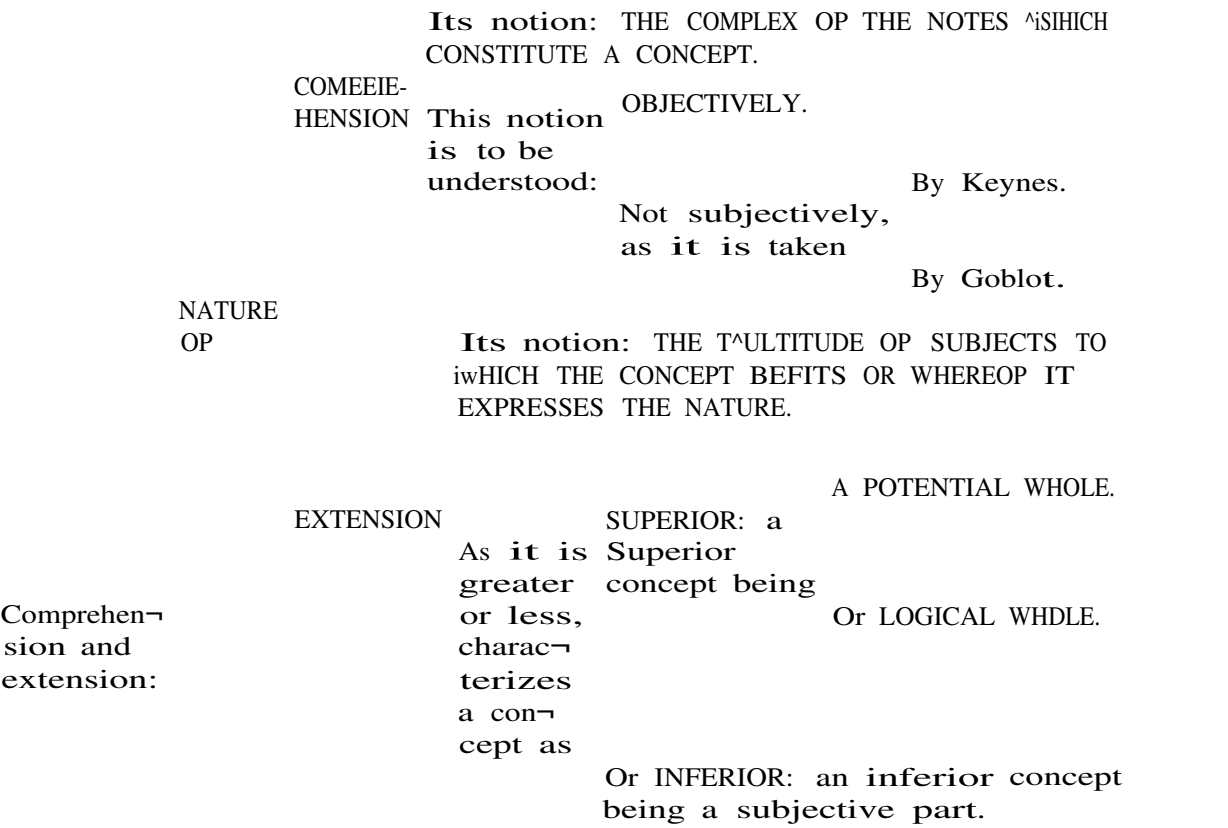 Its notion: THE COMPLEX OP THE NOTES ^iSIHICH
CONSTITUTE A CONCEPT.
COMEEIE-
HENSION
This notion
is to be
understood:
OBJECTIVELY.
Not subjectively,
as it is taken
By Keynes.
By Goblot.
NATURE
OP
Its notion: THE T^ULTITUDE OP SUBJECTS TO
iwHICH THE CONCEPT BEFITS OR WHEREOP IT
EXPRESSES THE NATURE.
EXTENSION
As it is
greater
or less,
charac¬
terizes
a con¬
cept as
SUPERIOR: a
Superior
concept being
A POTENTIAL WHOLE.
Or LOGICAL WHDLE.
Or INFERIOR: an inferior concept
being a subjective part.
Comprehen¬
sion and
extension: